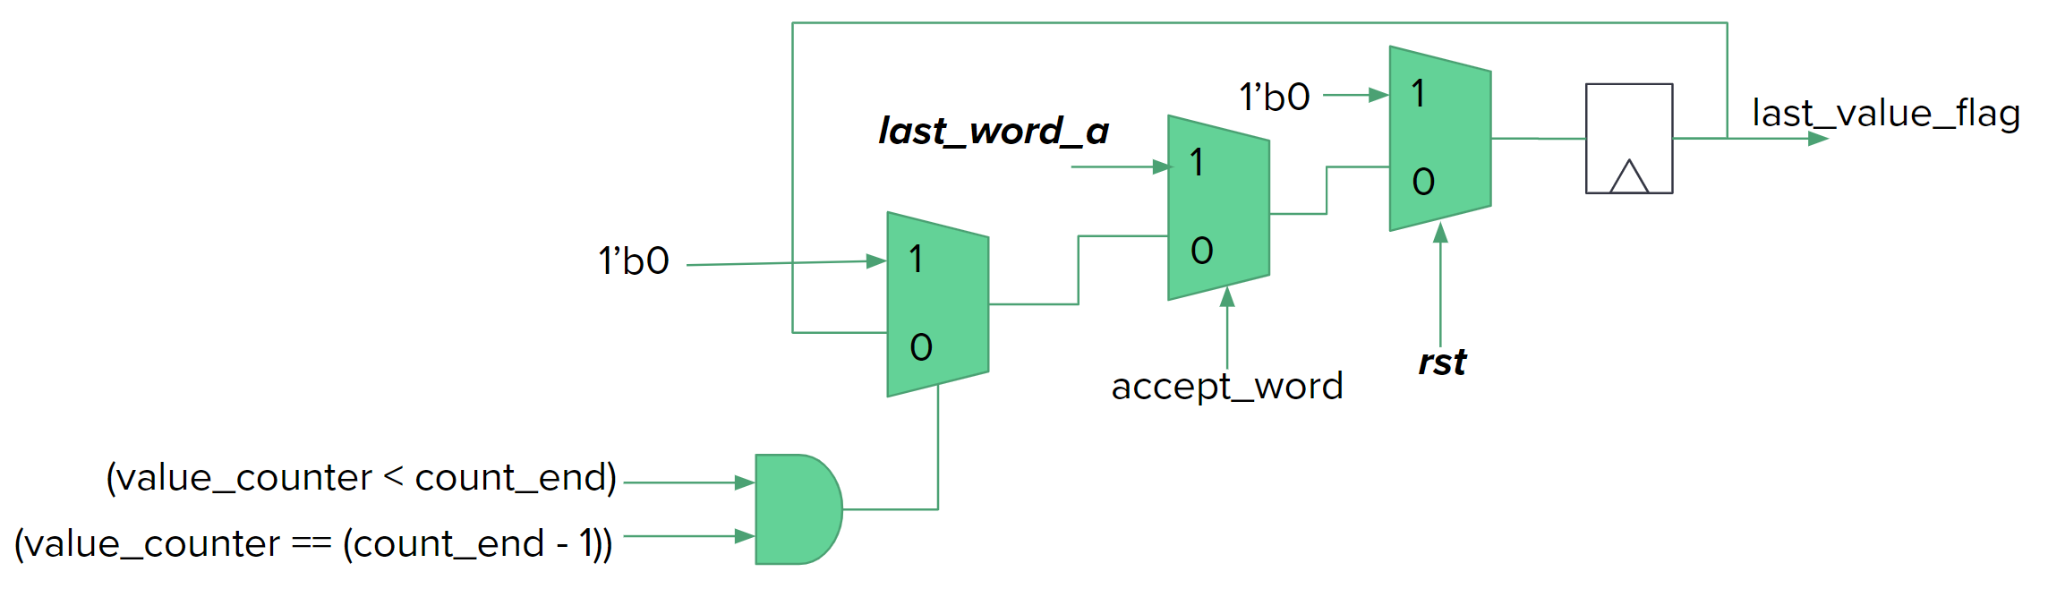 1’b0
1
last_value_flag
last_word_a
1
0
0
1’b0
1
0
rst
accept_word
(value_counter < count_end)
(value_counter == (count_end - 1))